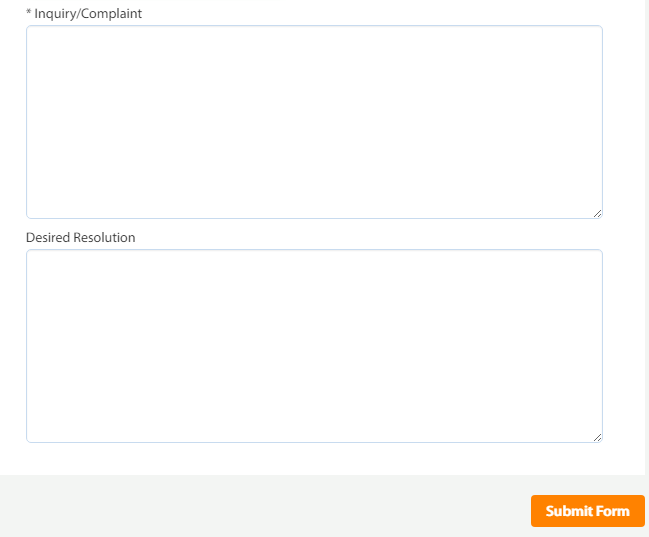 * Inquiry/Complaint
Desired Resolution
Submit Form